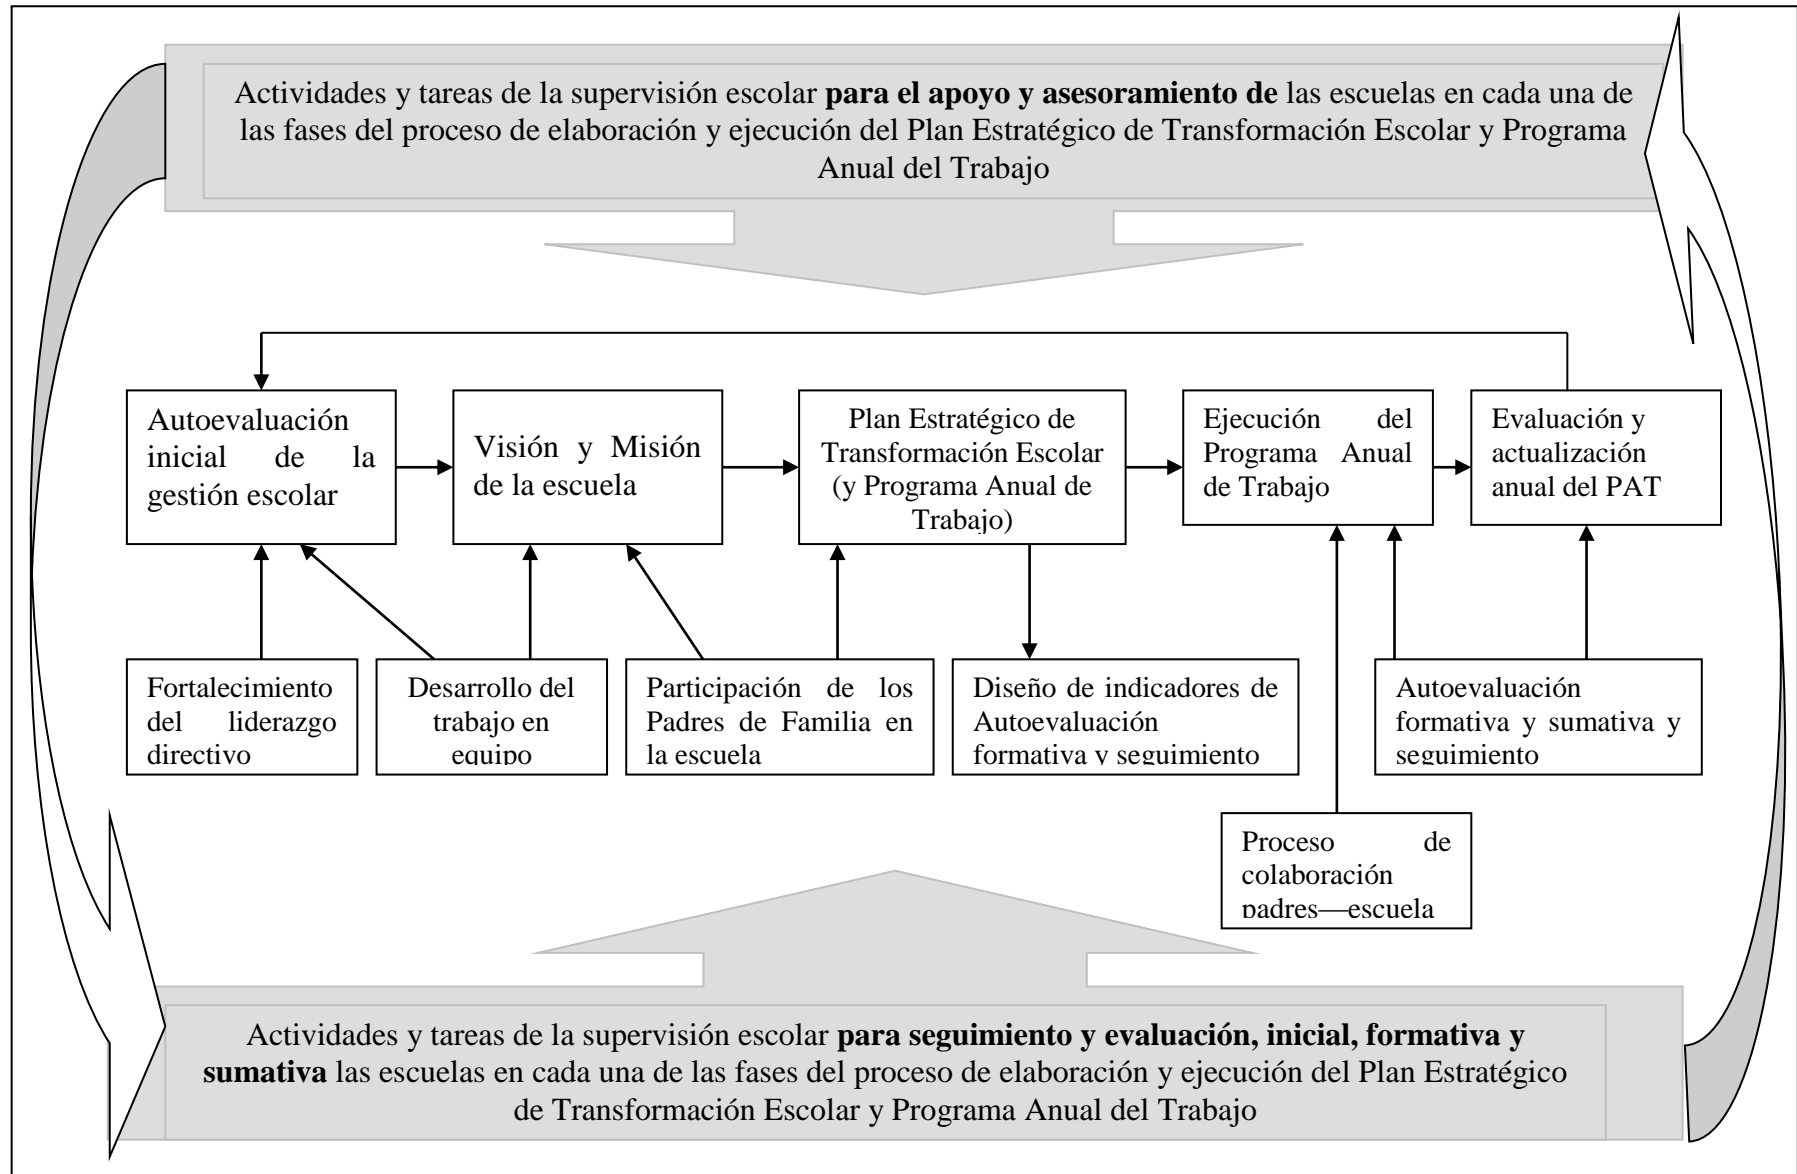 Actividades y tareas de la supervisión escolar para el apoyo y asesoramiento de las escuelas en cada una de
las fases del proceso de elaboración y ejecución del Plan Estratégico de Transformación Escolar y Programa
Anual del Trabajo
Autoevaluación
inicial de la
gestión escolar
Visión y Misión
de la escuela
Plan Estratégico de
Transformación Escolar
(y Programa Anual de
Trabajo)
Ejecución del
Programa Anual
de Trabajo
Evaluación y
actualización
anual del PAT
Fortalecimiento
del liderazgo
directivo
Desarrollo del
trabajo en
equipo
Participación de los
Padres de Familia en
la escuela
Diseño de indicadores de
Autoevaluación
formativa y seguimiento
Autoevaluación
formativa y sumativa y
seguimiento
Proceso de
colaboración
padres—escuela
Actividades y tareas de la supervisión escolar para seguimiento y evaluación, inicial, formativa y
sumativa las escuelas en cada una de las fases del proceso de elaboración y ejecución del Plan Estratégico
de Transformación Escolar y Programa Anual del Trabajo